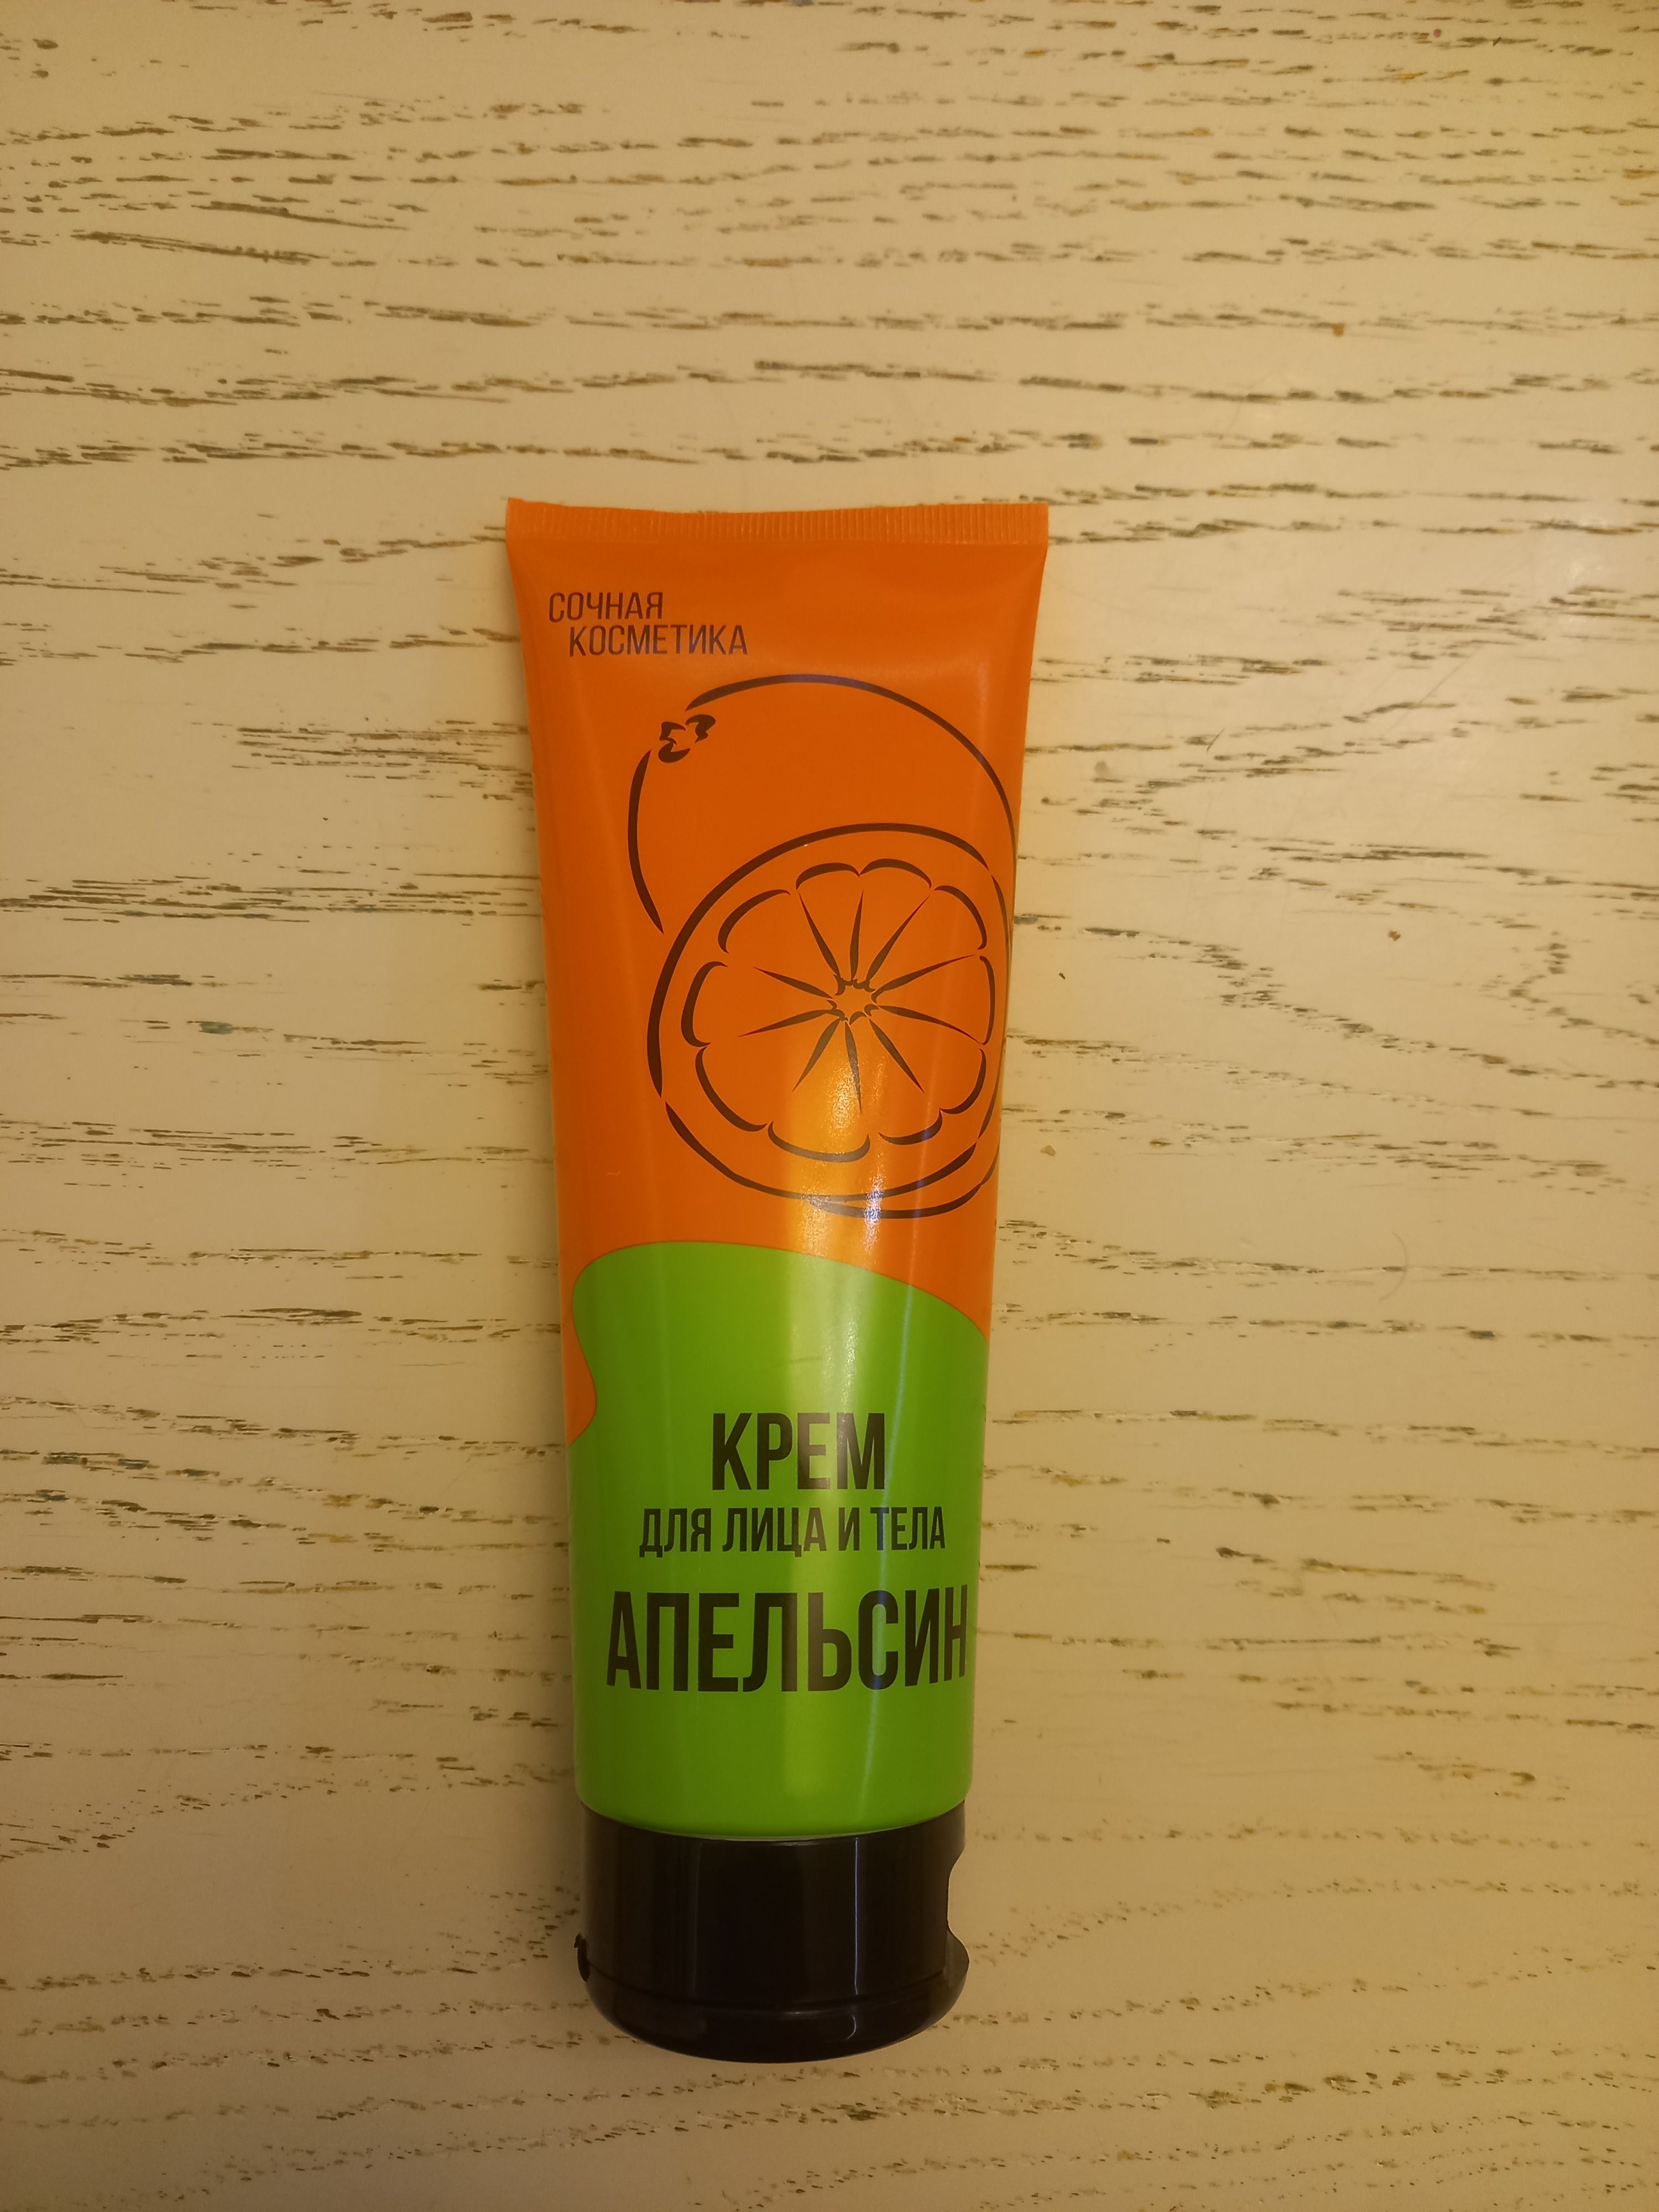 СОЧНАЯ
КОСМЕТИКА
КРЕМ
ДЛЯ ЛИЦА И ТЕЛА
АПЕЛЬСИН